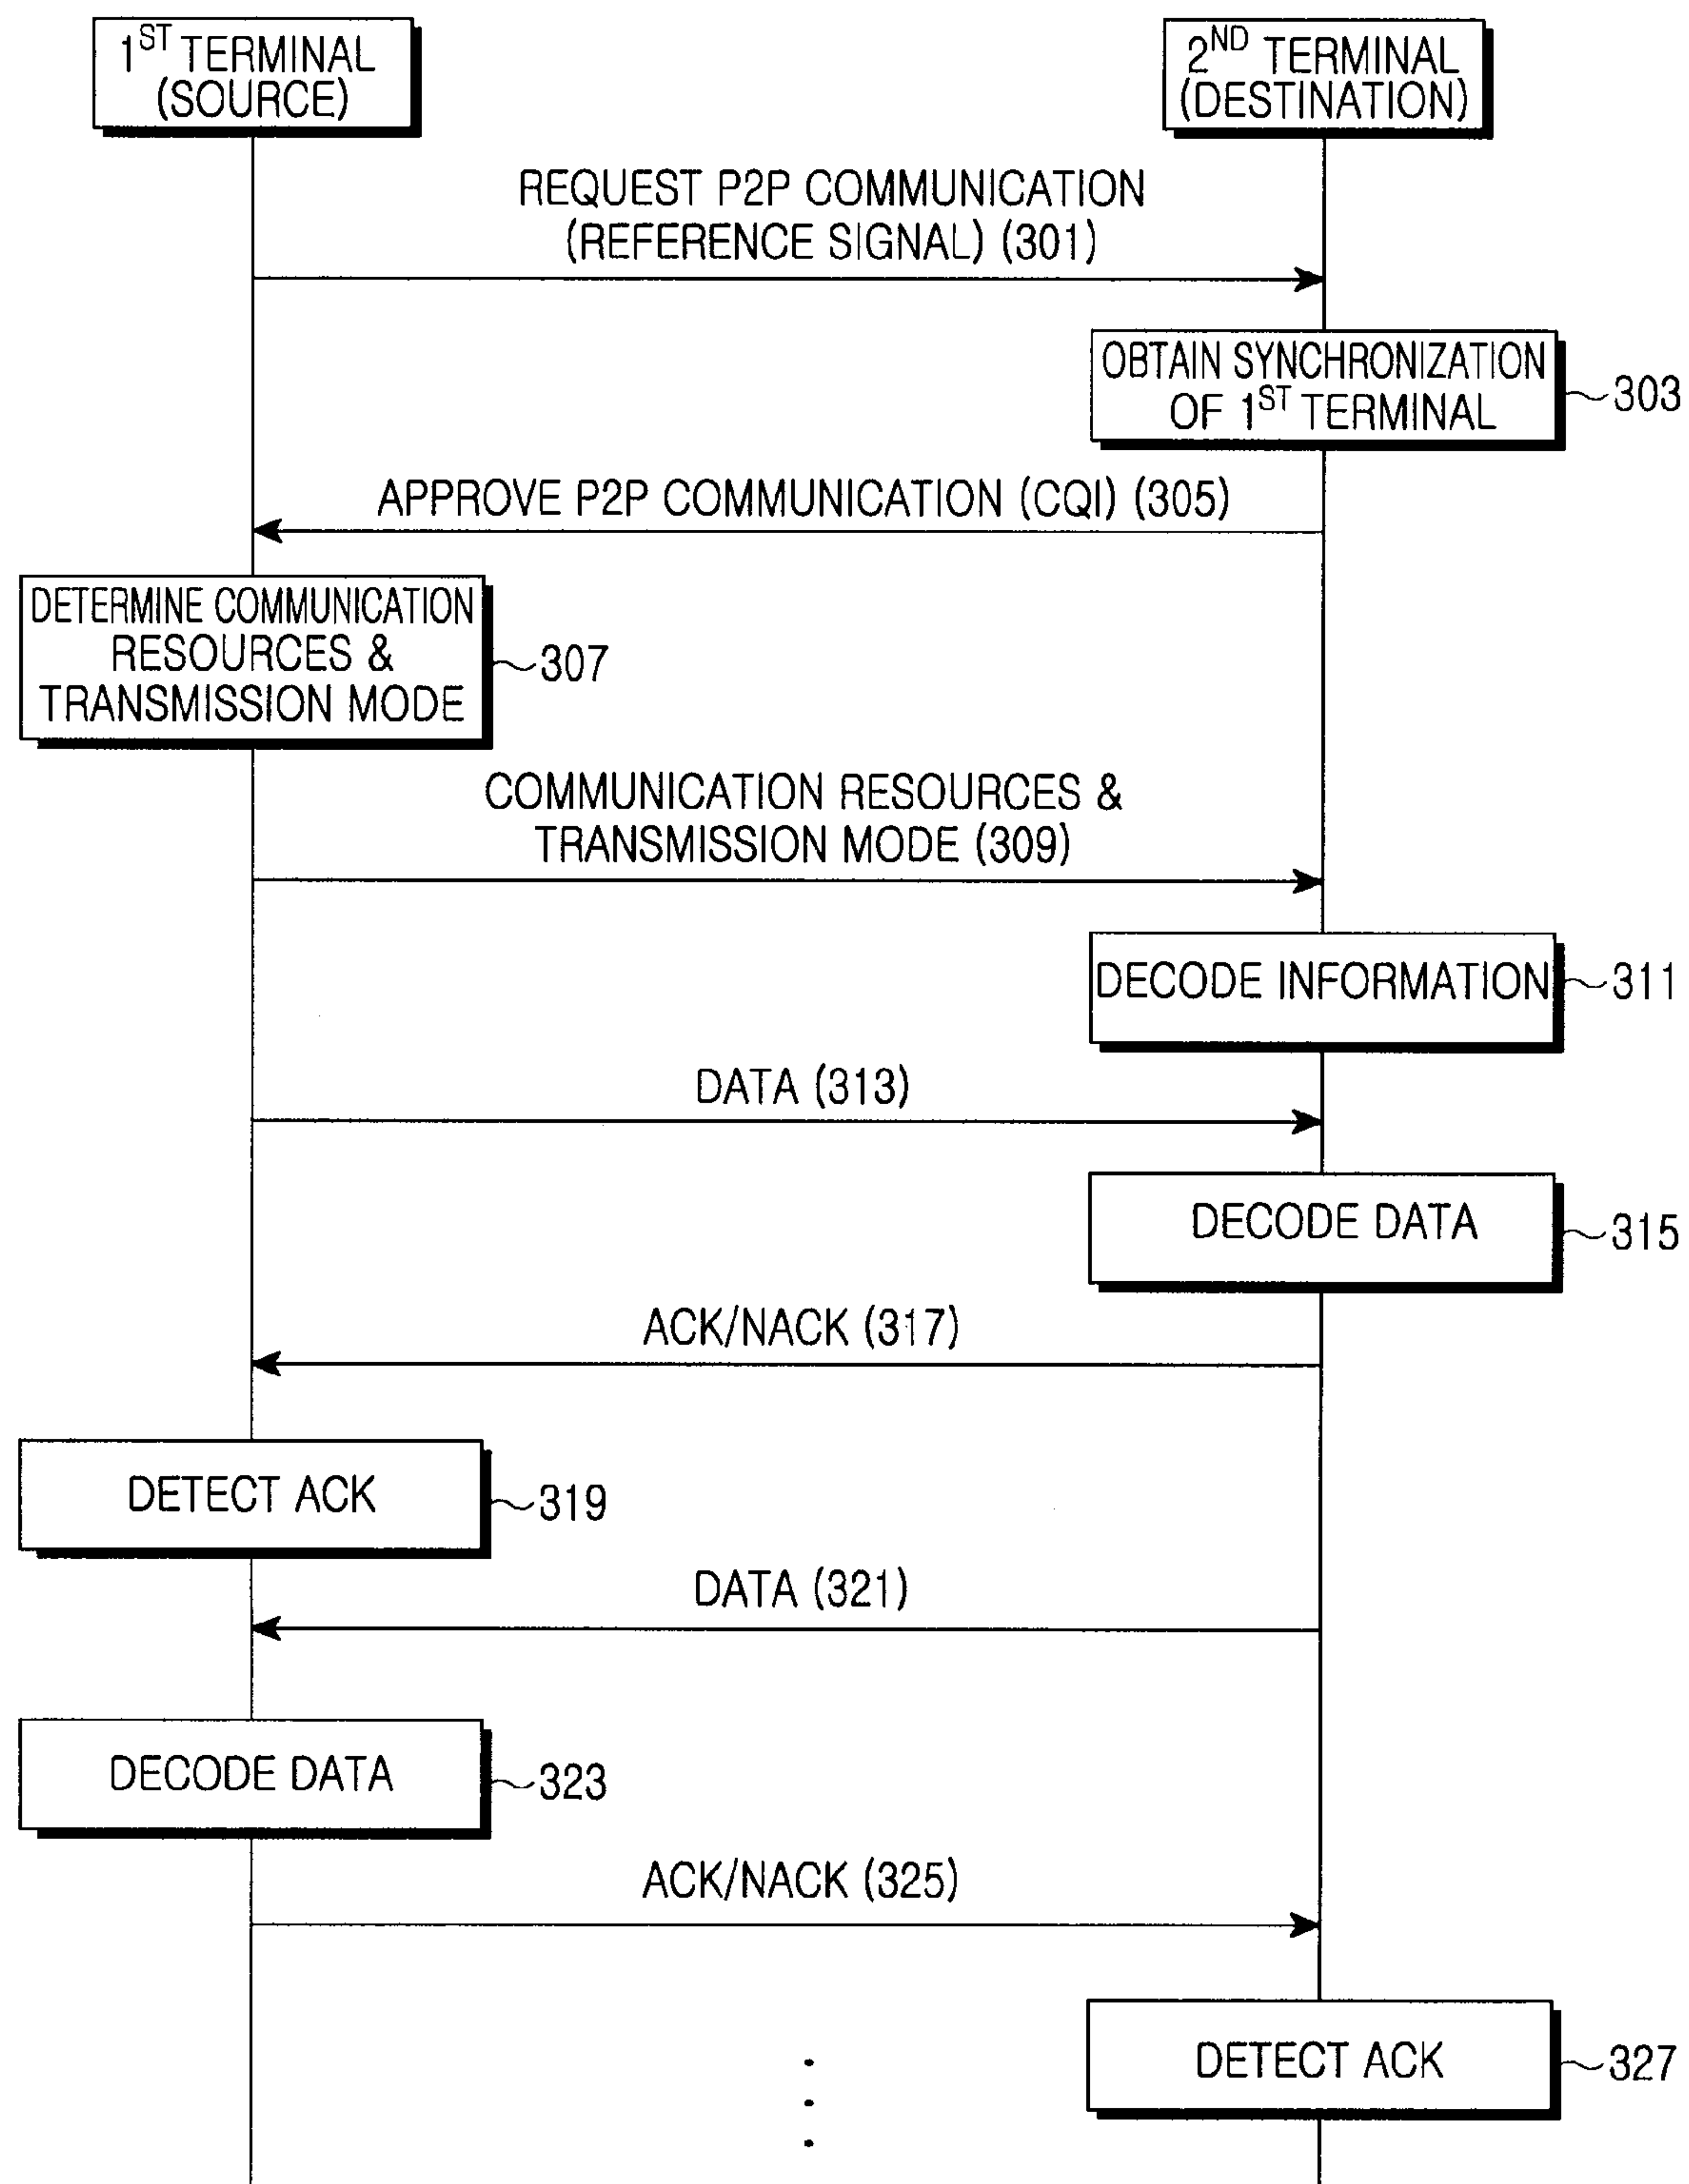 1ST TERMINAL
(SOURCE)
2ND TERMINAL
(DESTINATION)
REQUEST P2P COMMUNICATION
(REFERENCE SIGNAL) (301)
OBTAIN SYNCHRONIZATION
OF 1ST TERMINAL
303
APPROVE P2P COMMUNICATION (CQI) (305)
DETERMINE COMMUNICATION
RESOURCES &
TRANSMISSION MODE
307
COMMUNICATION RESOURCES &
TRANSMISSION MODE (309)
DECODE INFORMATION
311
DATA (313)
DECODE DATA
315
ACK/NACK (317)
DETECT ACK
319
DATA (321)
DECODE DATA
323
ACK/NACK (325)
DETECT ACK
327